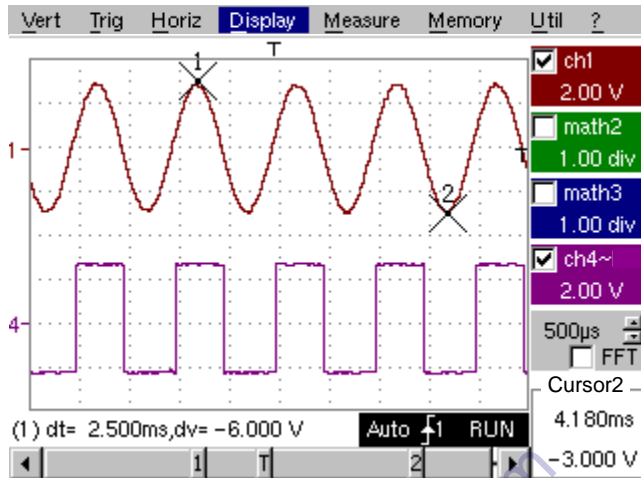 Vert Trig Horiz Display Measure Memory Util ?
T
1
2
1-
T
4-
ch1
2.00 V
math2
1.00 div
math3
1.00 div
ch4~
2.00 V
500µs
FFT
Cursor2
4.180ms
-3.000 V
(1) dt= 2.500ms,dv= -6.000 V
Auto 1 RUN
1 T 2